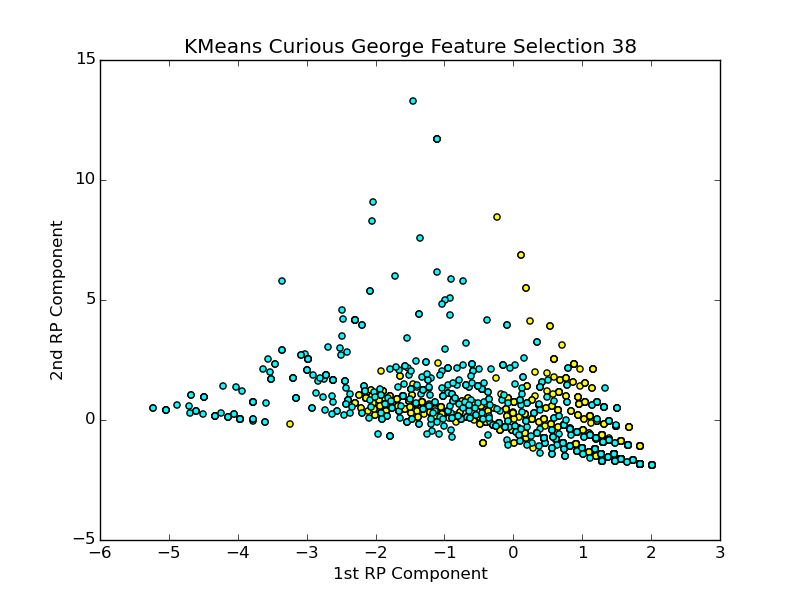 KMeans Curious George Feature Selection 38
15
10
5
0
−5
2nd RP Component
−6 −5 −4 −3 −2 −1 0 1 2 3
1st RP Component